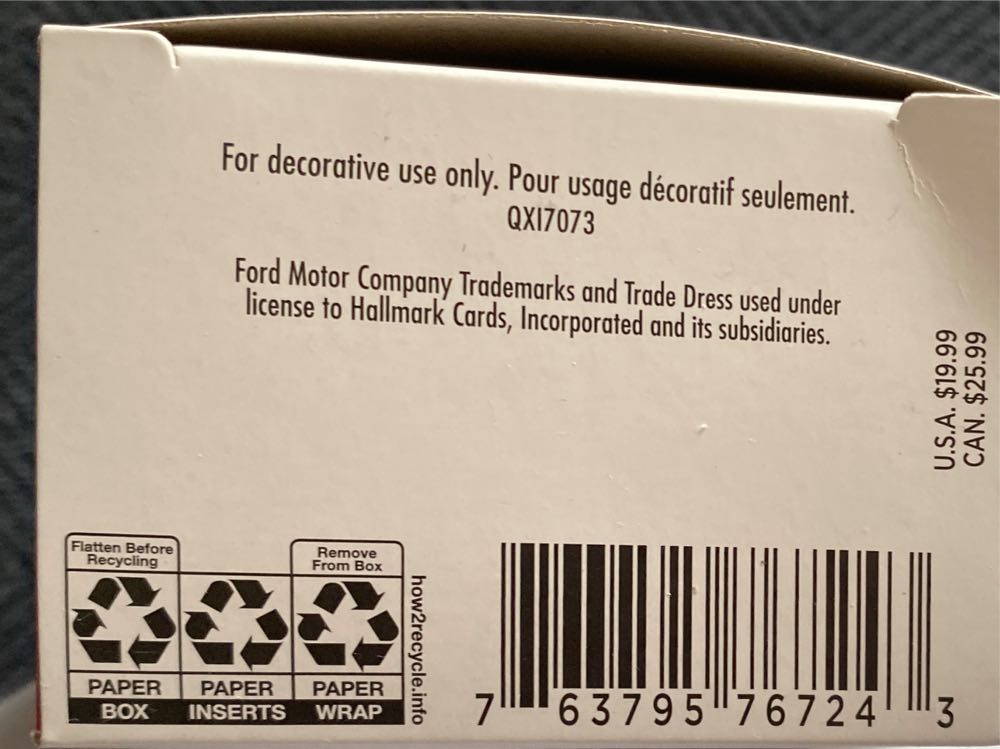 For decorative use only. Pour usage décoratif seulement.
QXI7073
Ford Motor Company Trademarks and Trade Dress used under
license to Hallmark Cards, Incorporated and its subsidiaries.
U.S.A. $19.99
CAN. $25.99
Flatten Before
Recycling
PAPER
BOX
PAPER
INSERTS
Remove
From Box
PAPER
WRAP
how2recycle.info
7 63795 76724 3